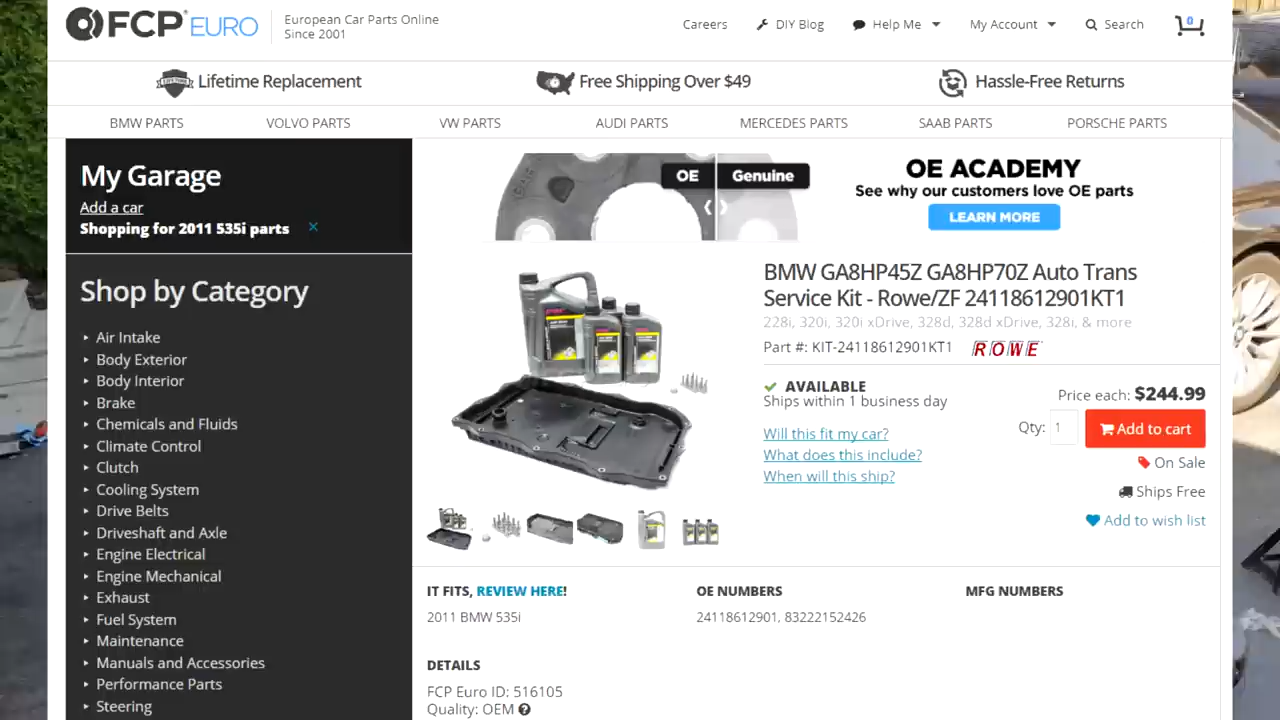 FCP EURO
European Car Parts Online
Since 2001
Careers
DIY Blog
Help Me
My Account
Search
0
Lifetime Replacement
Free Shipping Over $49
Hassle-Free Returns
BMW PARTS
VOLVO PARTS
VW PARTS
AUDI PARTS
MERCEDES PARTS
SAAB PARTS
PORSCHE PARTS
My Garage
Add a car
Shopping for 2011 535i parts
Shop by Category
Air Intake
Body Exterior
Body Interior
Brake
Chemicals and Fluids
Climate Control
Clutch
Cooling System
Drive Belts
Driveshaft and Axle
Engine Electrical
Engine Mechanical
Exhaust
Fuel System
Maintenance
Manuals and Accessories
Performance Parts
Steering
OE
Genuine
OE ACADEMY
See why our customers love OE parts
LEARN MORE
BMW GA8HP45Z GA8HP70Z Auto Trans
Service Kit - Rowe/ZF 24118612901KT1
228i, 320i, 320i xDrive, 328d, 328d xDrive, 328i, & more
Part #: KIT-24118612901KT1
ROWE
AVAILABLE
Ships within 1 business day
Will this fit my car?
What does this include?
When will this ship?
Price each: $244.99
Qty: 1
Add to cart
On Sale
Ships Free
Add to wish list
IT FITS, REVIEW HERE!
2011 BMW 535i
OE NUMBERS
24118612901, 83222152426
MFG NUMBERS
DETAILS
FCP Euro ID: 516105
Quality: OEM